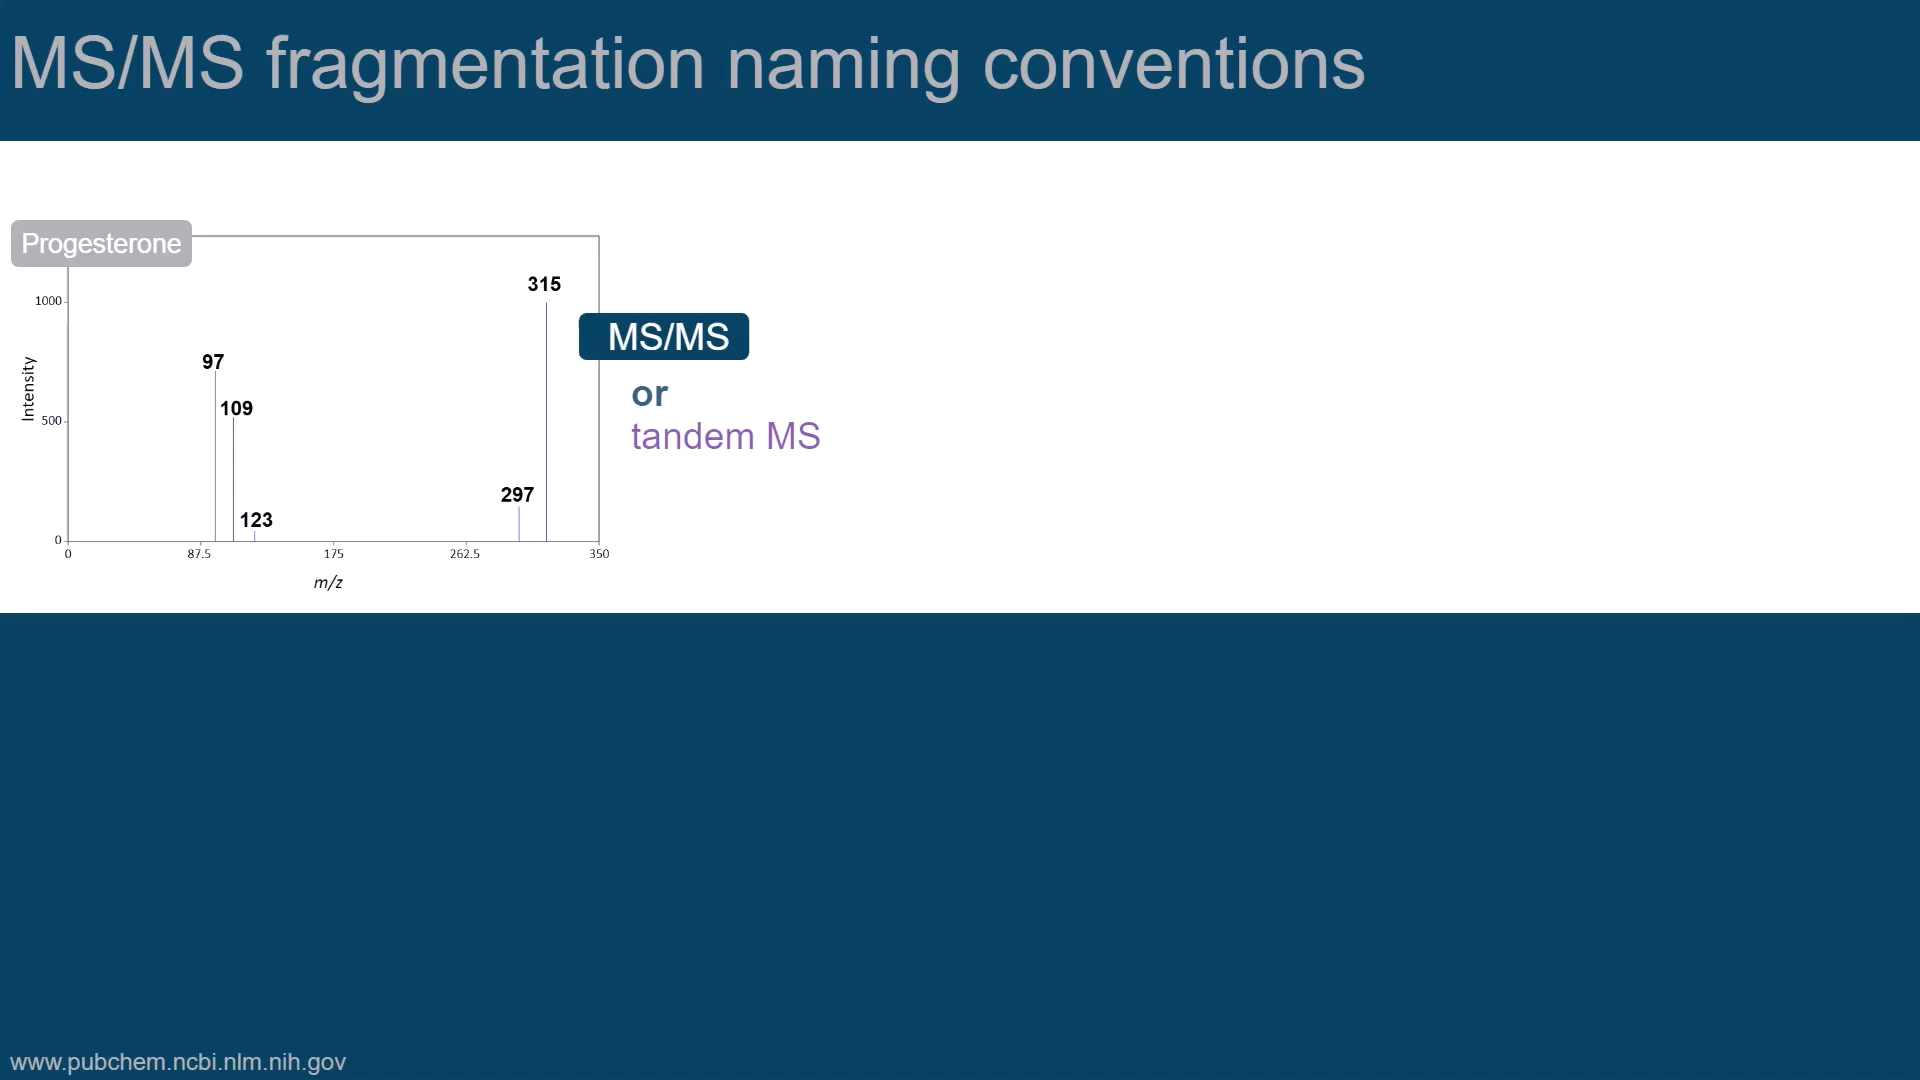 MS/MS fragmentation naming conventions
Progesterone
315
1000
MS/MS
97
or
109
Intensity
500
tandem MS
297
123
0
0 87.5 175 262.5 350
m/z
www.pubchem.ncbi.nlm.nih.gov